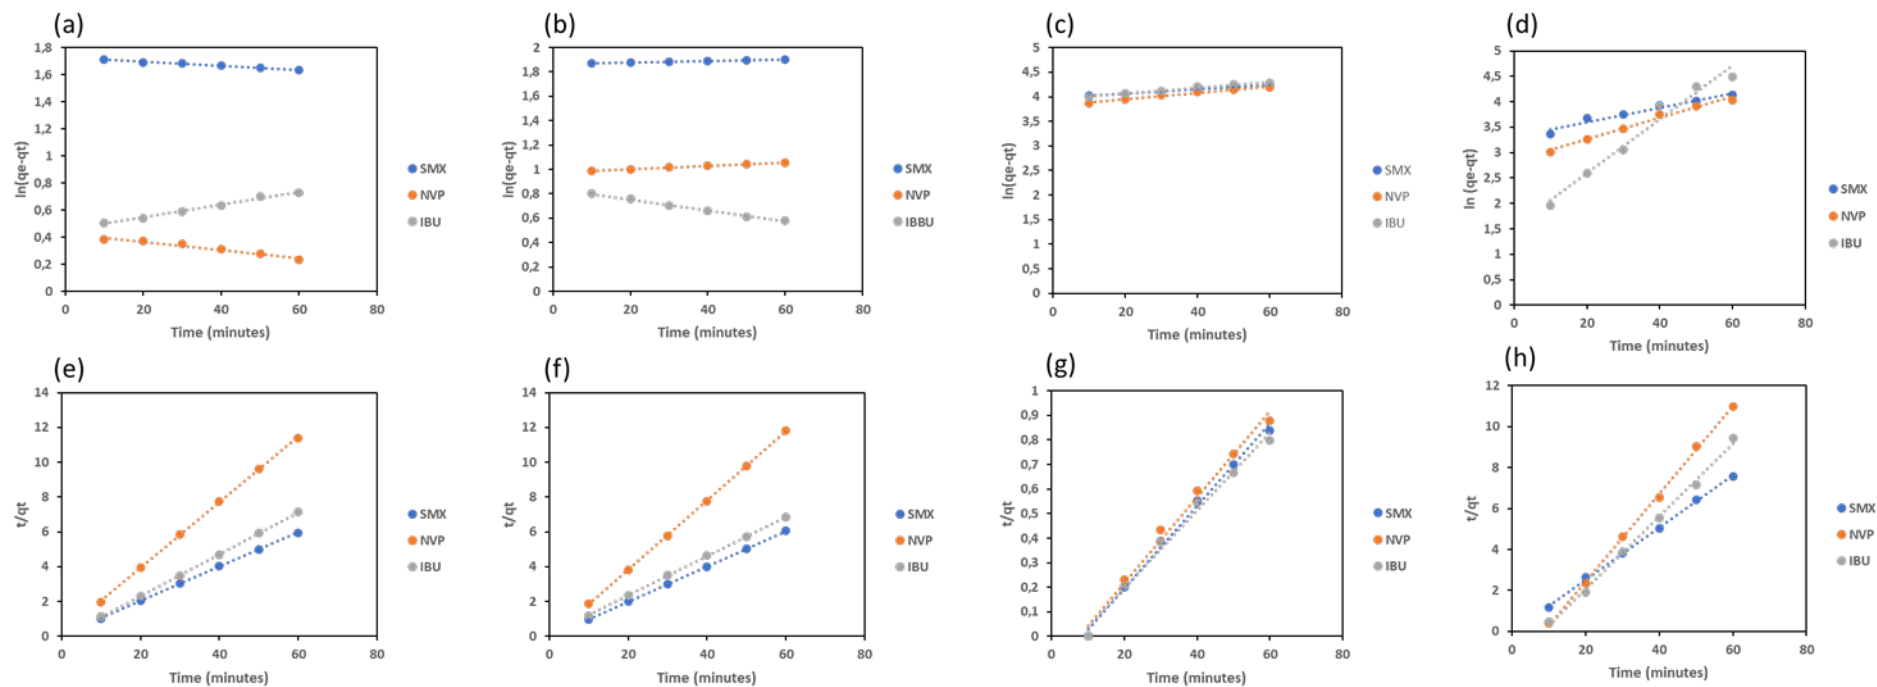 (a)
1,8
1,6
1,4
1,2
1
0,8
0,6
0,4
0,2
0
ln(qe-qt)
0 20 40 60 80
Time (minutes)
SMX
NVP
IBU
(b)
2
1,8
1,6
1,4
1,2
1
0,8
0,6
0,4
0,2
0
ln(qe-qt)
0 20 40 60 80
Time (minutes)
SMX
NVP
IBBU
(c)
5
4,5
4
3,5
3
2,5
2
1,5
1
0,5
0
ln(qe-qt)
0 20 40 60 80
Time (minutes)
SMX
NVP
IBU
(d)
5
4,5
4
3,5
3
2,5
2
1,5
1
0,5
0
ln (qe-qt)
0 20 40 60 80
Time (minutes)
SMX
NVP
IBU
(e)
14
12
10
8
6
4
2
0
t/qt
0 20 40 60 80
Time (minutes)
SMX
NVP
IBU
(f)
14
12
10
8
6
4
2
0
t/qt
0 20 40 60 80
Time (minutes)
SMX
NVP
IBU
(g)
1
0,9
0,8
0,7
0,6
0,5
0,4
0,3
0,2
0,1
0
t/qt
0 20 40 60 80
Time (minutes)
SMX
NVP
IBU
(h)
12
10
8
6
4
2
0
t/qt
0 20 40 60 80
Time (minutes)
SMX
NVP
IBU